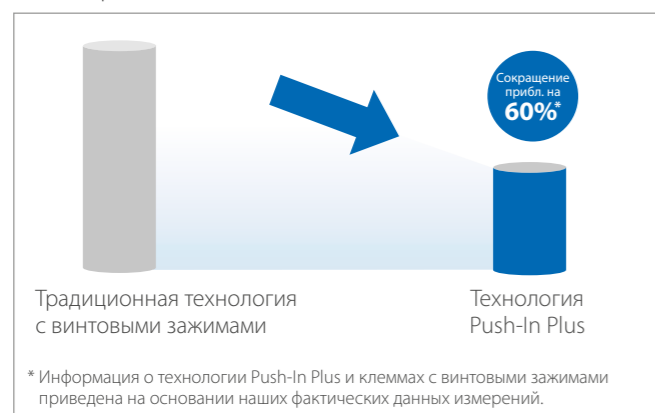 Сокращение
прибл. на
60%*
Традиционная технология
с винтовыми зажимами
Технология
Push-In Plus
* Информация о технологии Push-In Plus и клеммах с винтовыми зажимами
приведена на основании наших фактических данных измерений.